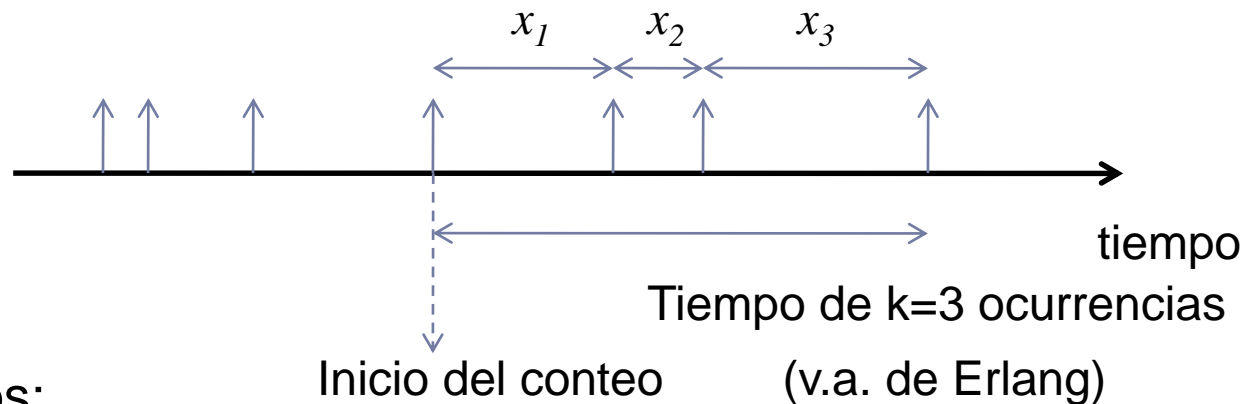 x1 x2 x3
tiempo
Tiempo de k=3 ocurrencias
Inicio del conteo (v.a. de Erlang)